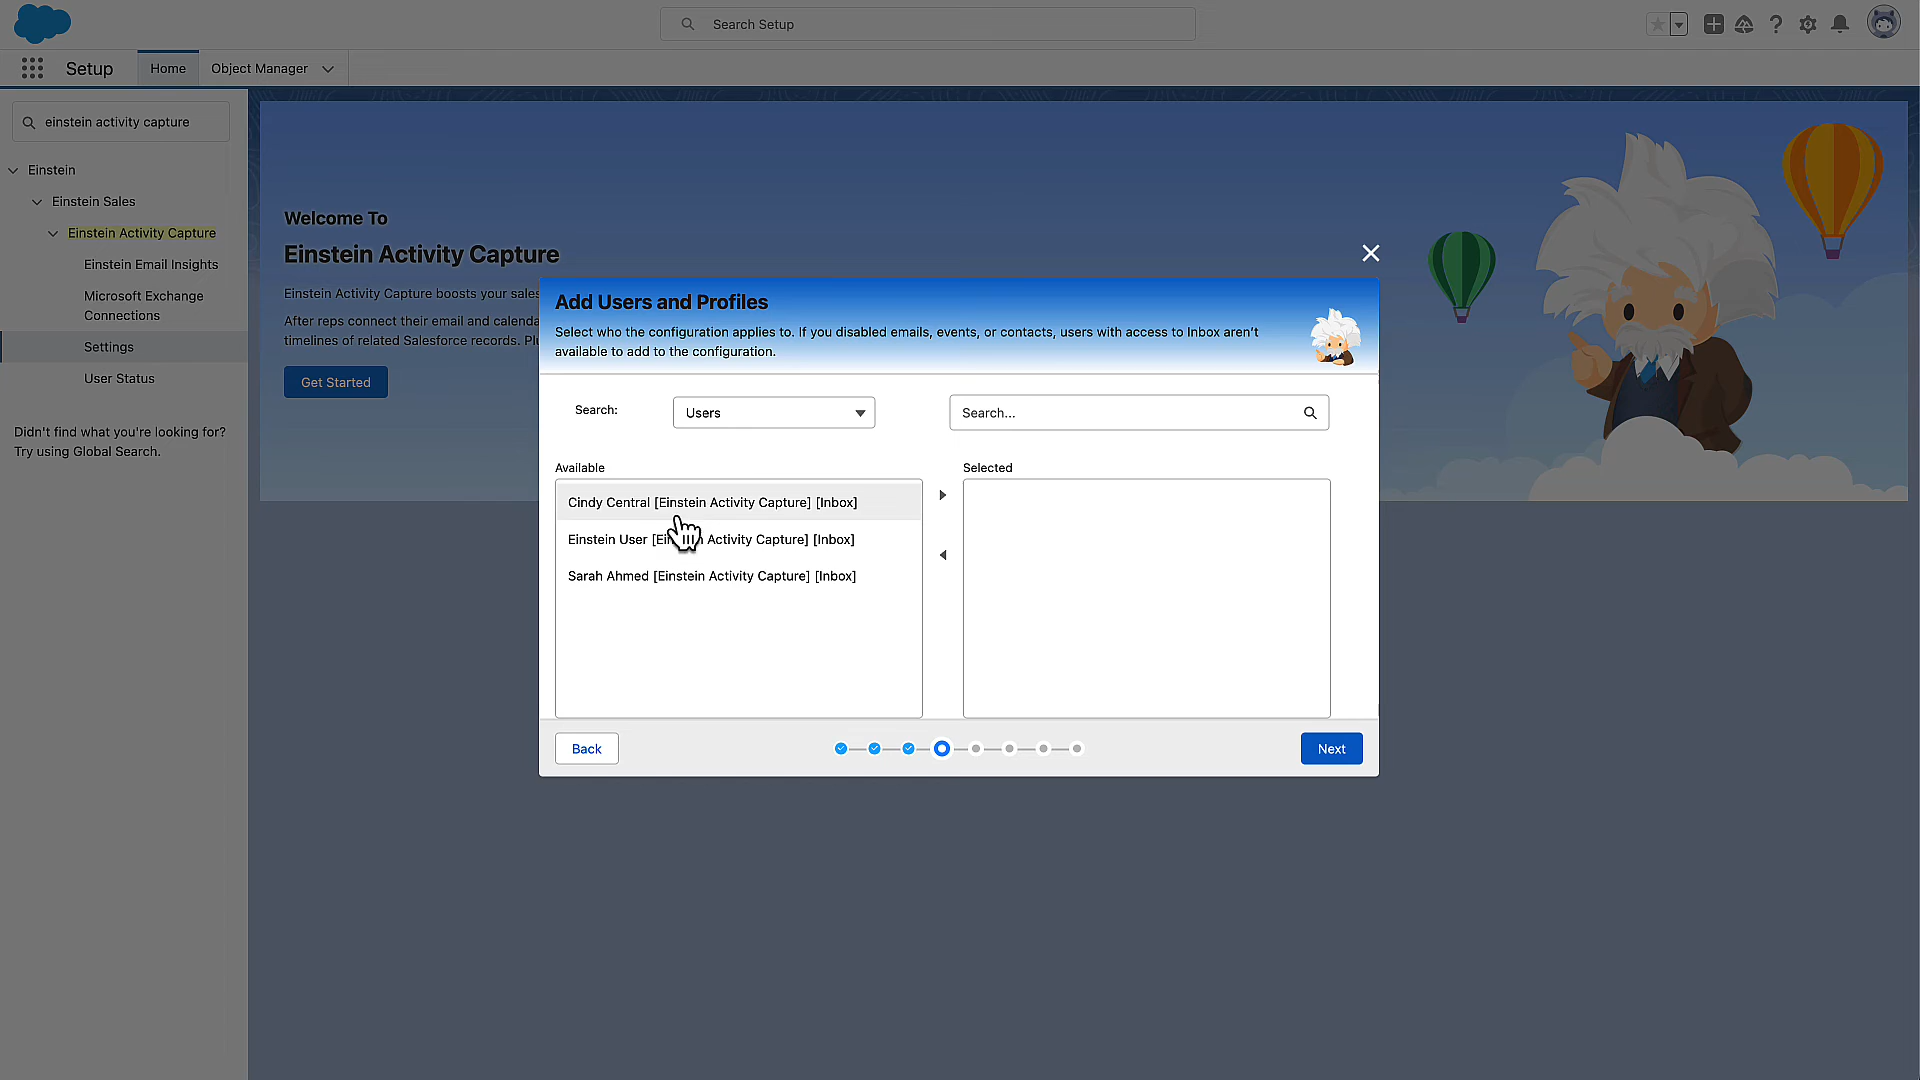 Search Setup
Setup
Home
Object Manager
einstein activity capture
Einstein
Einstein Sales
Einstein Activity Capture
Einstein Email Insights
Microsoft Exchange
Connections
Settings
User Status
Didn't find what you're looking for?
Try using Global Search.
Welcome To
Einstein Activity Capture
Einstein Activity Capture boosts your sales
After reps connect their email and calenda
timelines of related Salesforce records.
Get Started
Add Users and Profiles
Select who the configuration applies to. If you disabled emails, events, or contacts, users with access to Inbox aren't
available to add to the configuration.
Search:
Users
Search...
Available
Selected
Cindy Central [Einstein Activity Capture] [Inbox]
Einstein User [Ei n Activity Capture] [Inbox]
Sarah Ahmed [Einstein Activity Capture] [Inbox]
Back
Next